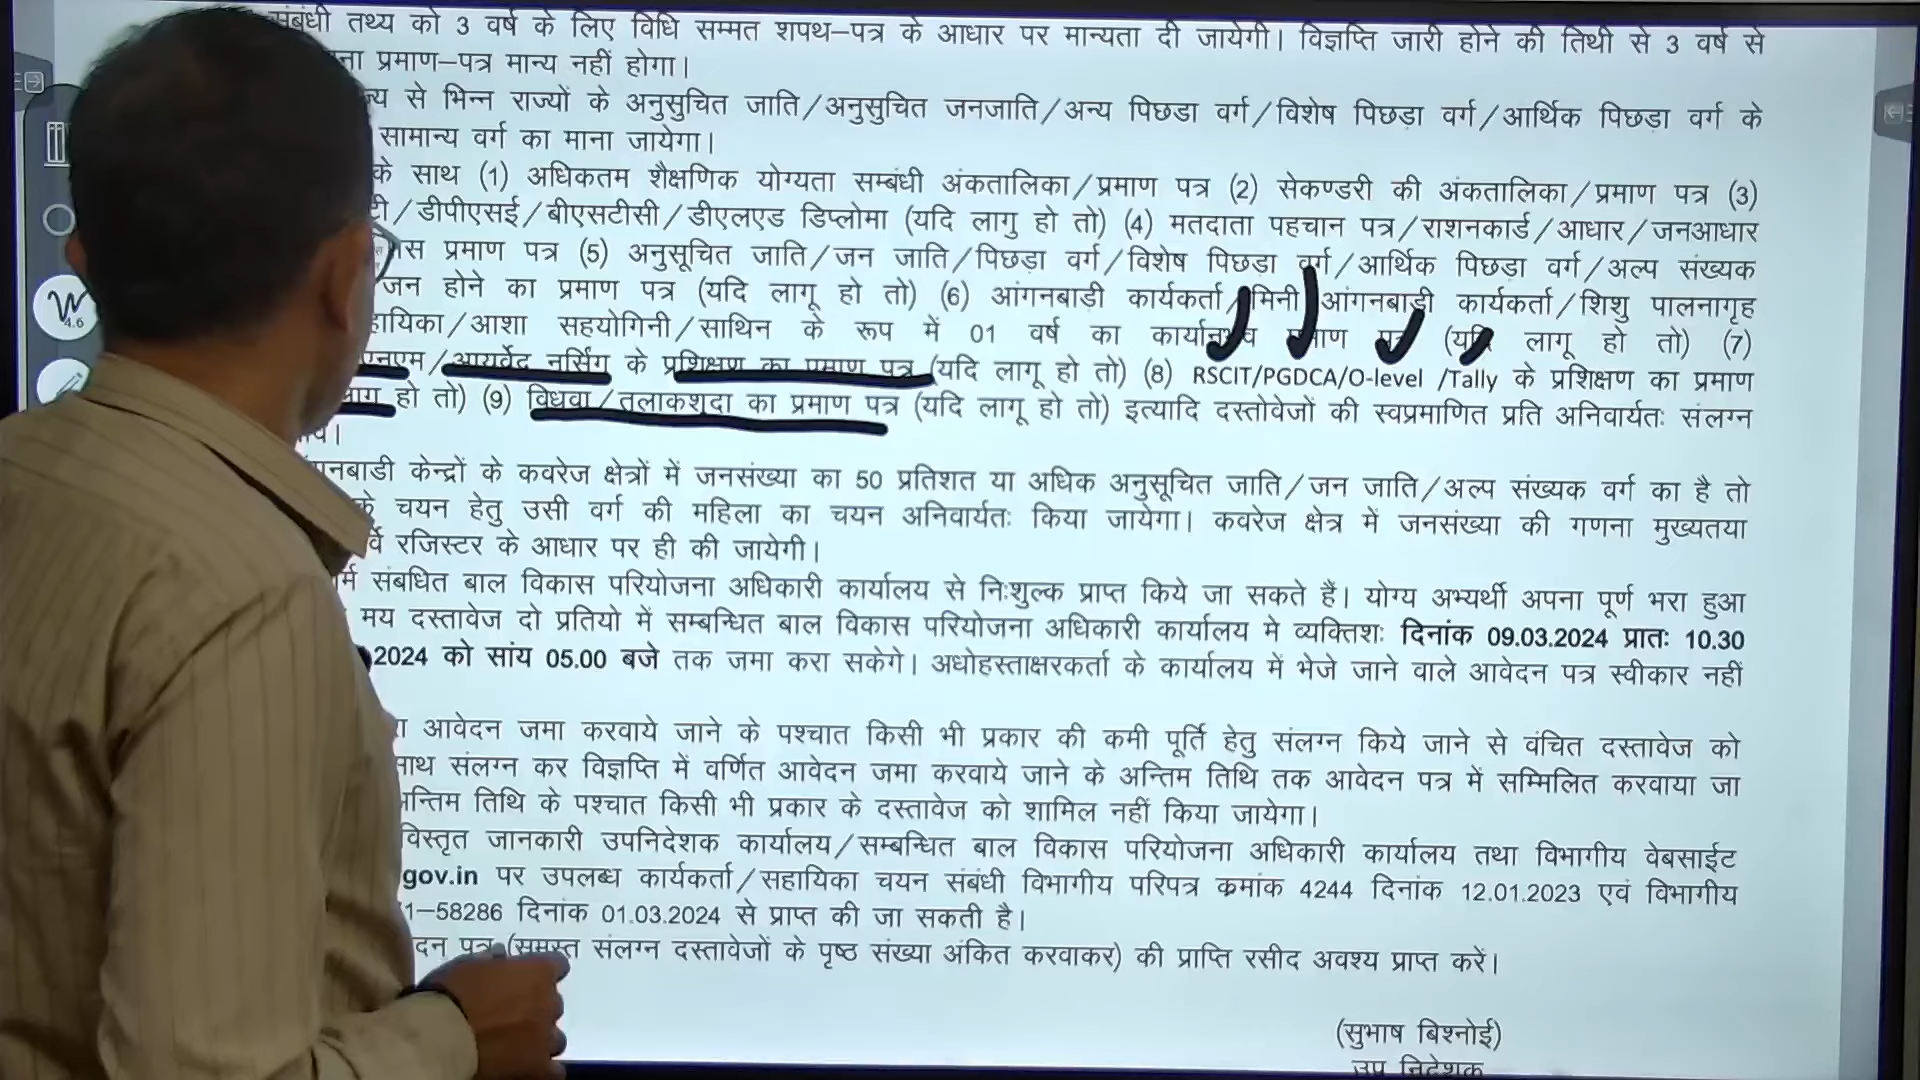 संबंधी तथ्य को 3 वर्ष के लिए विधि सम्मत शपथ–पत्र के आधार पर मान्यता दी जायेगी। विज्ञप्ति जारी होने की तिथी से 3 वर्ष से
प्रमाण–पत्र मान्य नहीं होगा।
से भिन्न राज्यों के अनुसुचित जाति/अनुसुचित जनजाति/अन्य पिछडा वर्ग/विशेष पिछडा वर्ग/आर्थिक पिछडा वर्ग के
सामान्य वर्ग का माना जायेगा।
के साथ (1) अधिकतम शैक्षणिक योग्यता सम्बंधी अंकतालिका/प्रमाण पत्र (2) सेकण्डरी की अंकतालिका/प्रमाण पत्र (3)
/डीपीएसई/बीएसटीसी/डीएलएड डिप्लोमा (यदि लागु हो तो) (4) मतदाता पहचान पत्र/राशनकार्ड/आधार/जनआधार
प्रमाण पत्र (5) अनुसूचित जाति/जन जाति/पिछड़ा वर्ग/विशेष पिछड़ा वर्ग/आर्थिक पिछड़ा वर्ग/अल्प संख्यक
होने का प्रमाण पत्र (यदि लागू हो तो) (6) आंगनबाडी कार्यकर्ता/मिनी आंगनबाड़ी कार्यकर्ता/शिशु पालनागृह
/आशा सहयोगिनी/साथिन के रूप में 01 वर्ष का कार्यानुभव प्रमाण पत्र (यदि लागू हो तो) (7)
/आयुर्वेद नर्सिंग के प्रशिक्षण का प्रमाण पत्र (यदि लागू हो तो) (8) RSCIT/PGDCA/O-level /Tally के प्रशिक्षण का प्रमाण
हो तो) (9) विधवा/तलाकशुदा का प्रमाण पत्र (यदि लागू हो तो) इत्यादि दस्तोवेजों की स्वप्रमाणित प्रति अनिवार्यतः संलग्न
केन्द्रों के कवरेज क्षेत्रों में जनसंख्या का 50 प्रतिशत या अधिक अनुसूचित जाति/जन जाति/अल्प संख्यक वर्ग का है तो
के चयन हेतु उसी वर्ग की महिला का चयन अनिवार्यतः किया जायेगा। कवरेज क्षेत्र में जनसंख्या की गणना मुख्यतया
रजिस्टर के आधार पर ही की जायेगी।
संबधित बाल विकास परियोजना अधिकारी कार्यालय से निःशुल्क प्राप्त किये जा सकते हैं। योग्य अभ्यर्थी अपना पूर्ण भरा हुआ
मय दस्तावेज दो प्रतियो में सम्बन्धित बाल विकास परियोजना अधिकारी कार्यालय मे व्यक्तिशः दिनांक 09.03.2024 प्रातः 10.30
2024 को सांय 05.00 बजे तक जमा करा सकेगे। अधोहस्ताक्षरकर्ता के कार्यालय में भेजे जाने वाले आवेदन पत्र स्वीकार नहीं
आवेदन जमा करवाये जाने के पश्चात किसी भी प्रकार की कमी पूर्ति हेतु संलग्न किये जाने से वंचित दस्तावेज को
साथ संलग्न कर विज्ञप्ति में वर्णित आवेदन जमा करवाये जाने के अन्तिम तिथि तक आवेदन पत्र में सम्मिलित करवाया जा
अन्तिम तिथि के पश्चात किसी भी प्रकार के दस्तावेज को शामिल नहीं किया जायेगा।
विस्तृत जानकारी उपनिदेशक कार्यालय/सम्बन्धित बाल विकास परियोजना अधिकारी कार्यालय तथा विभागीय वेबसाईट
gov.in पर उपलब्ध कार्यकर्ता/सहायिका चयन संबंधी विभागीय परिपत्र क्रमांक 4244 दिनांक 12.01.2023 एवं विभागीय
1–58286 दिनांक 01.03.2024 से प्राप्त की जा सकती है।
पत्र (समस्त संलग्न दस्तावेजों के पृष्ठ संख्या अंकित करवाकर) की प्राप्ति रसीद अवश्य प्राप्त करें।
(सुभाष बिश्नोई)
उप निदेशक